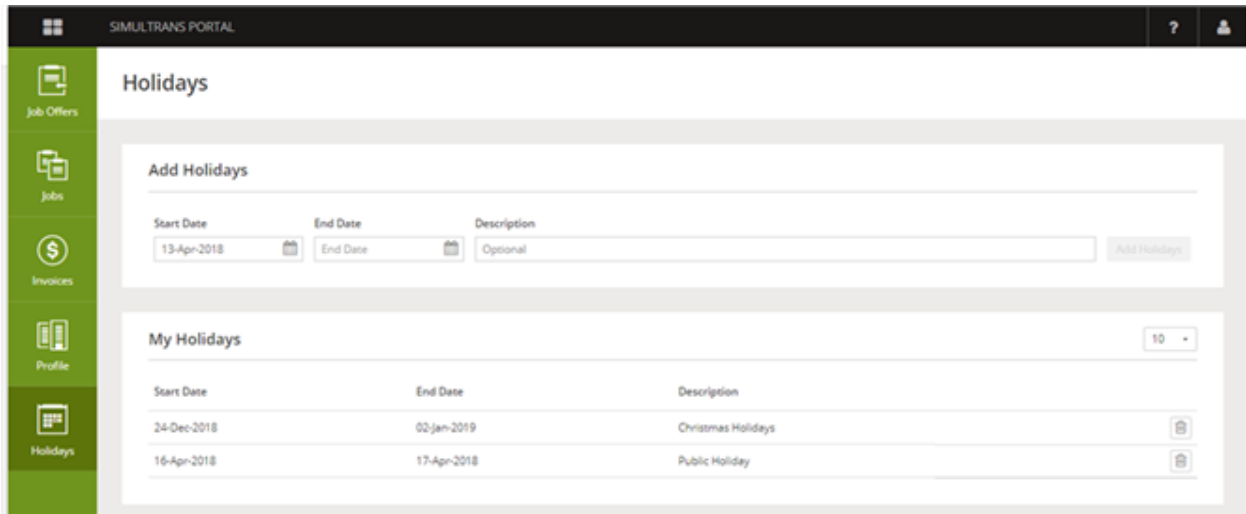 SIMULTRANS PORTAL
?
Job Offers
Jobs
Invoices
Profile
Holidays
Holidays
Add Holidays
Start Date End Date Description
13-Apr-2018 End Date Optional Add Holidays
My Holidays 10
Start Date End Date Description
24-Dec-2018 02-Jan-2019 Christmas Holidays
16-Apr-2018 17-Apr-2018 Public Holiday